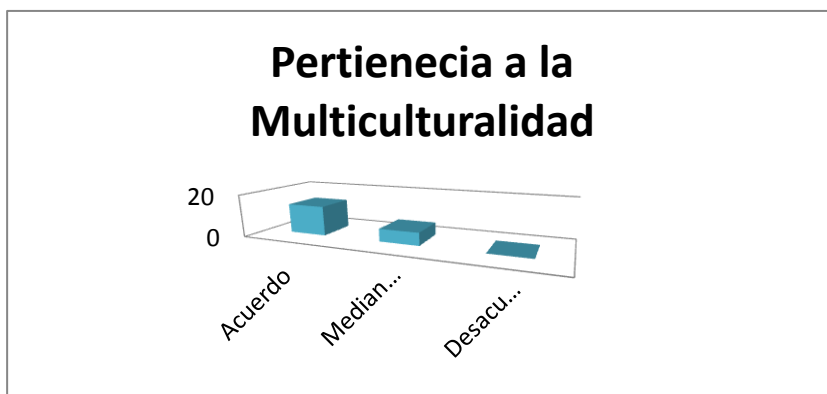 Pertienecia a la
Multiculturalidad
20
0
Acuerdo
Median...
Desacu...